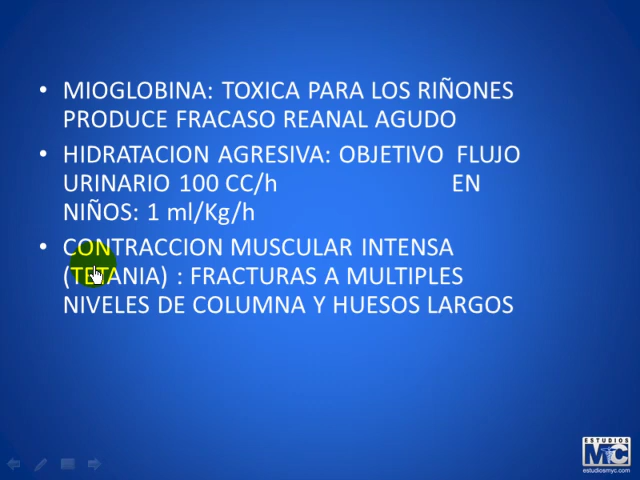 • MIOGLOBINA: TOXICA PARA LOS RIÑONES
PRODUCE FRACASO REANAL AGUDO
• HIDRATACION AGRESIVA: OBJETIVO FLUJO
URINARIO 100 CC/h EN
NIÑOS: 1 ml/Kg/h
• CONTRACCION MUSCULAR INTENSA
(TETANIA) : FRACTURAS A MULTIPLES
NIVELES DE COLUMNA Y HUESOS LARGOS
ESTUDIOS
MyC
estudiosmyc.com